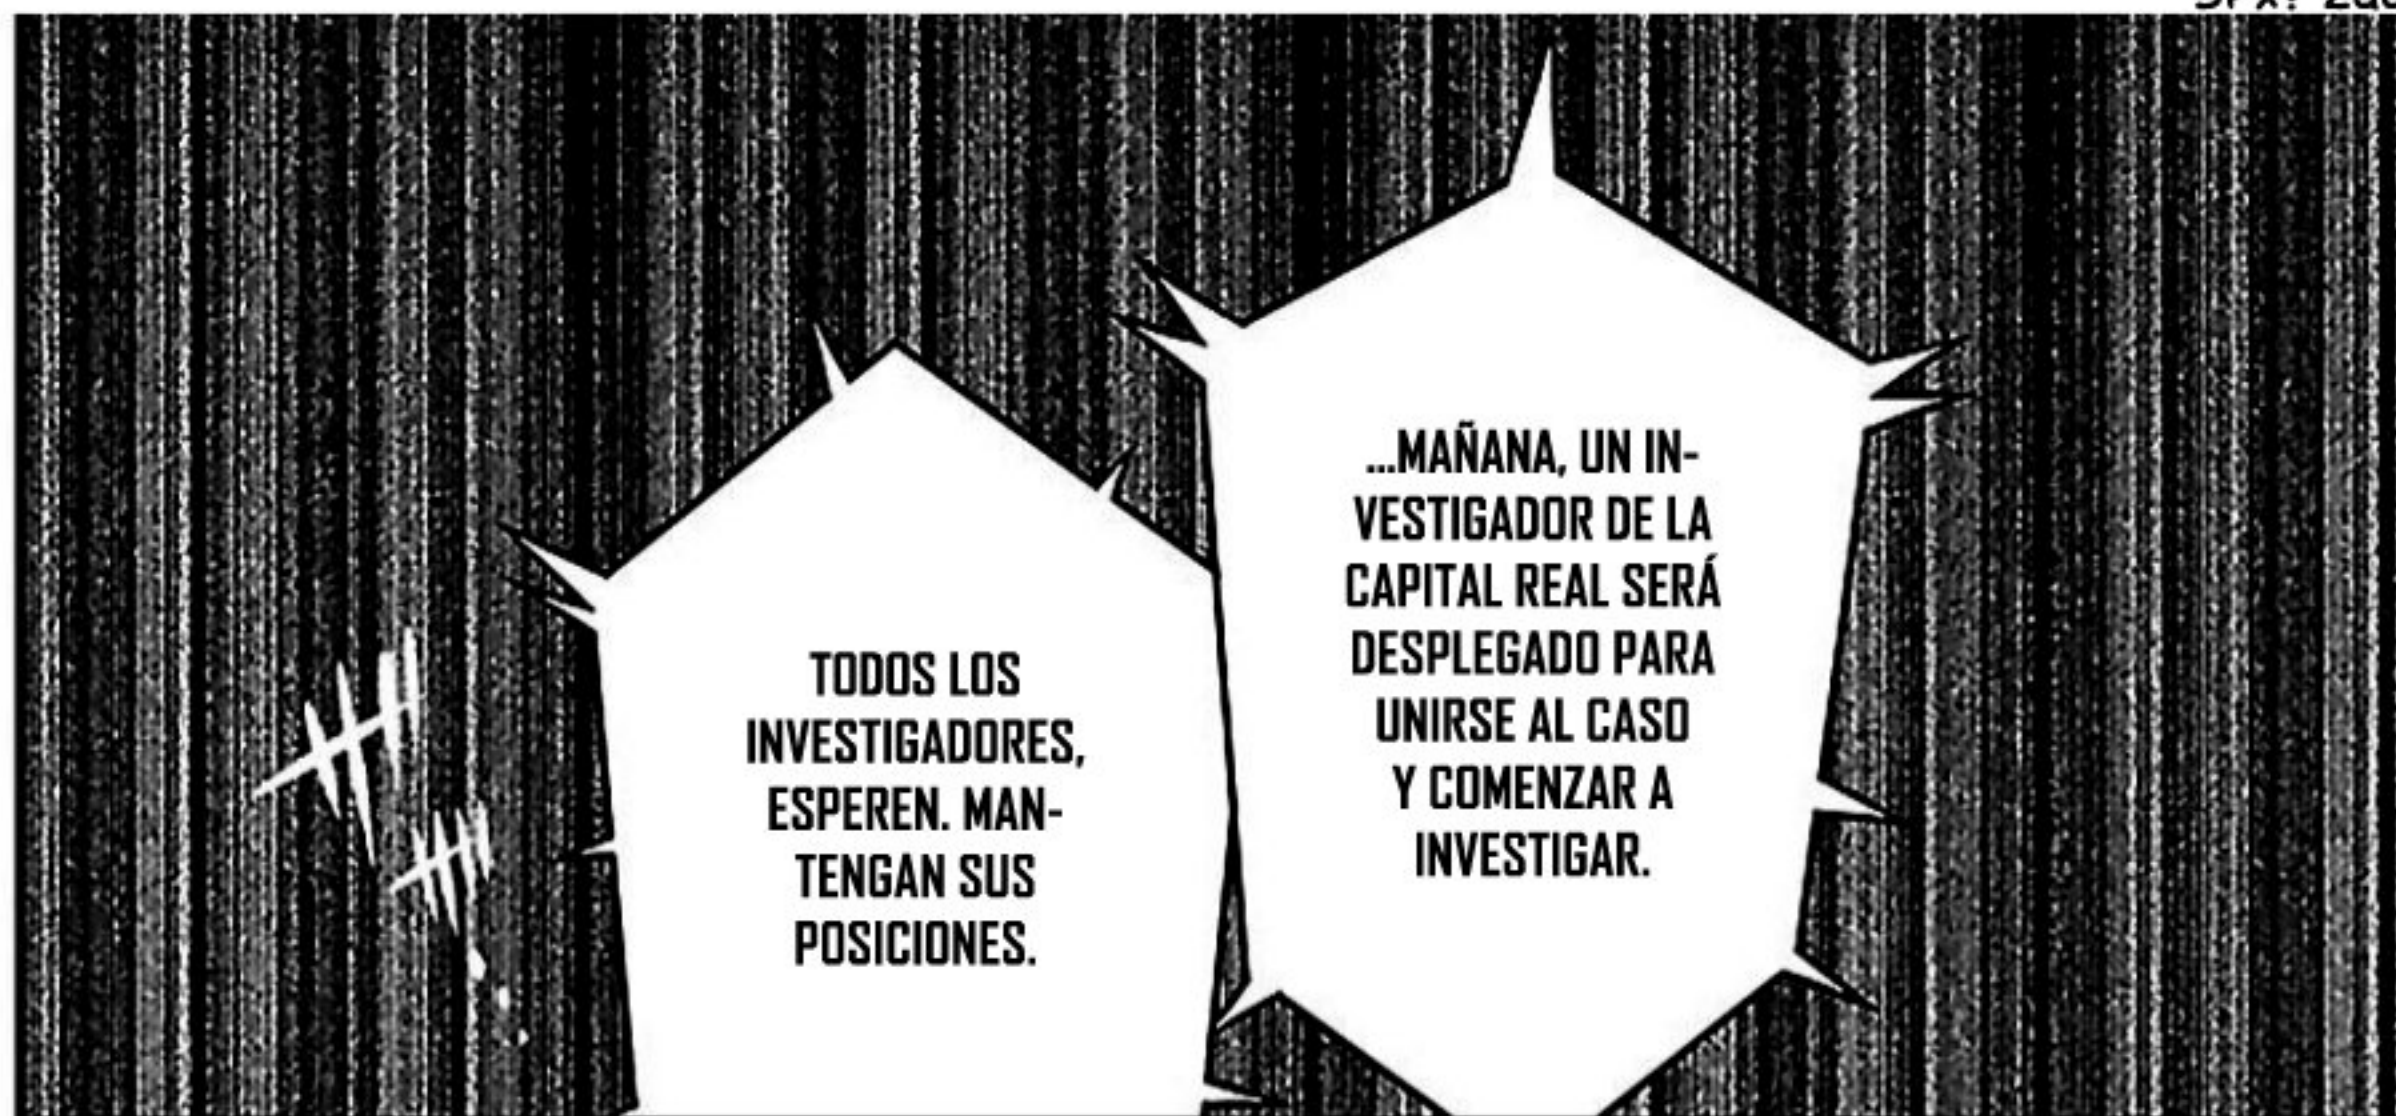 ...MAÑANA, UN IN-
VESTIGADOR DE LA
CAPITAL REAL SERÁ
DESPLEGADO PARA
UNIRSE AL CASO
Y COMENZAR A
INVESTIGAR.
TODOS LOS
INVESTIGADORES,
ESPEREN. MAN-
TENGAN SUS
POSICIONES.